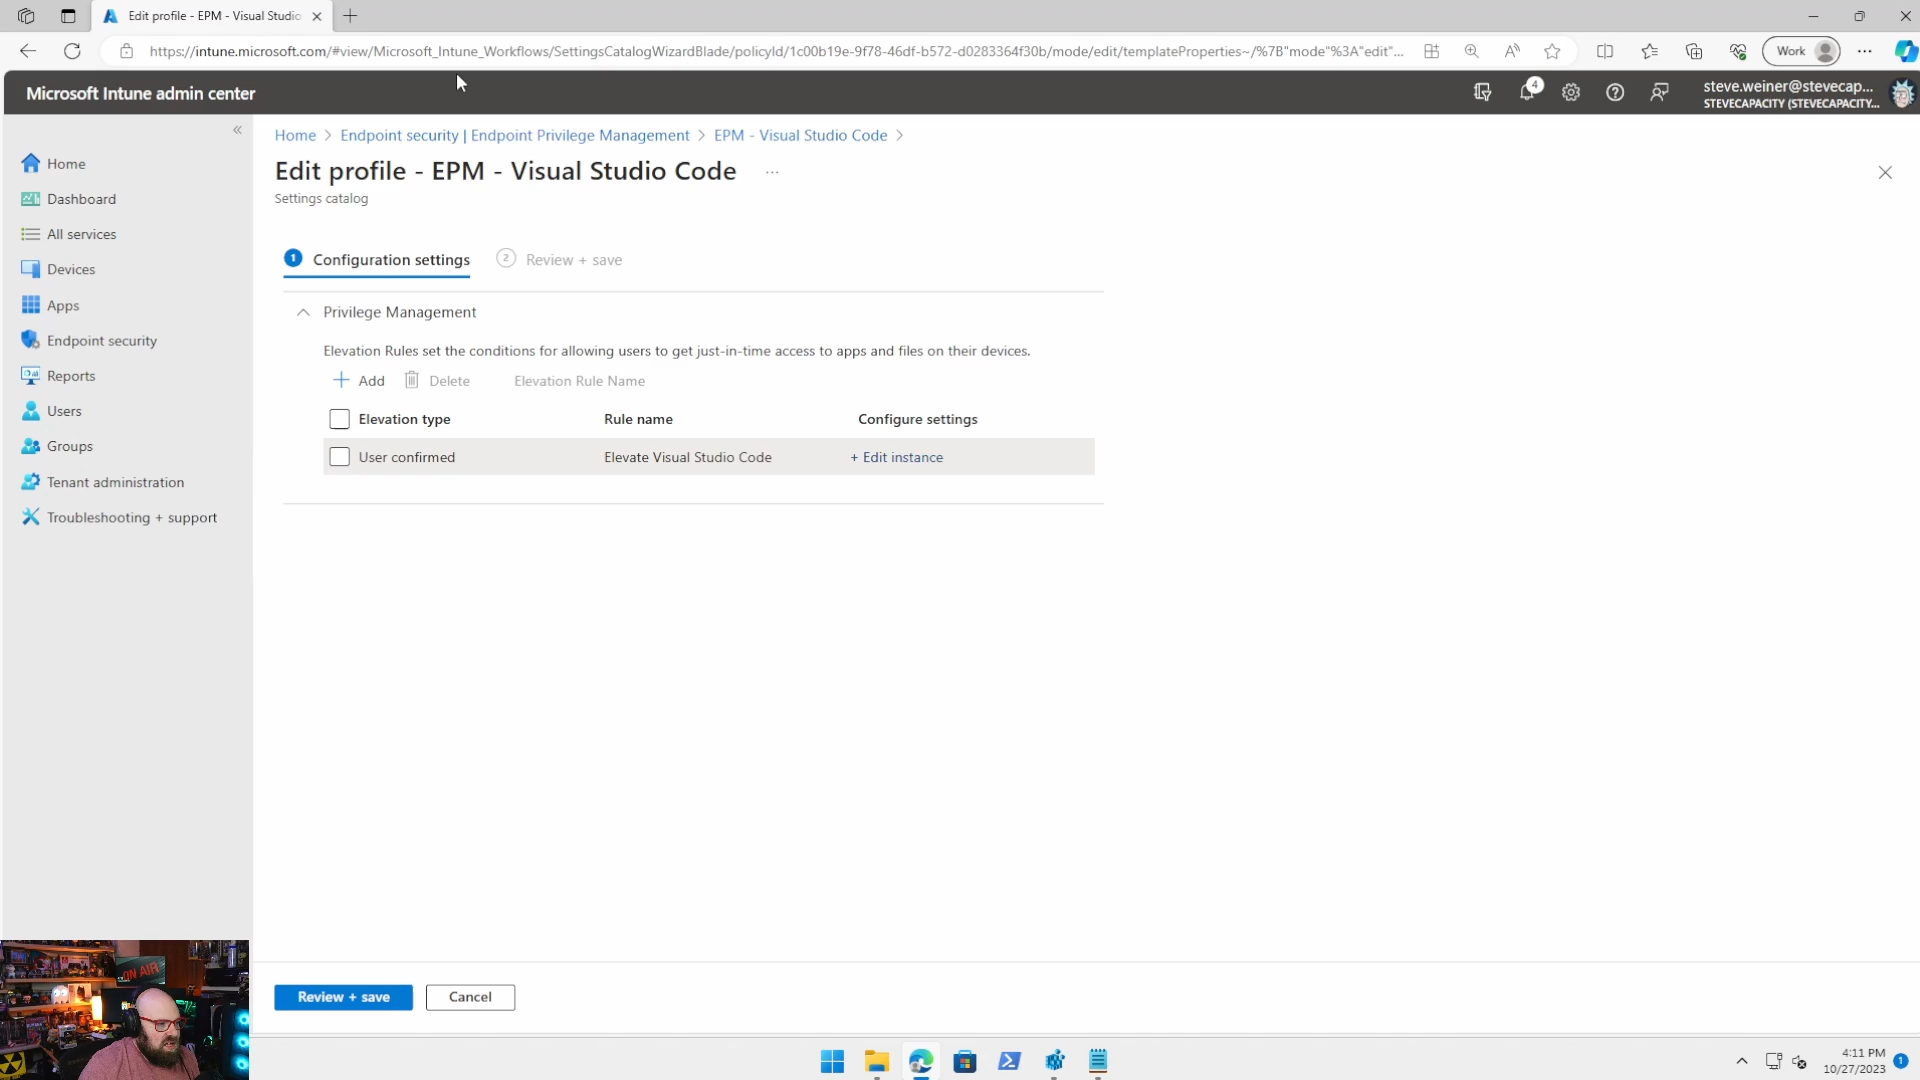 Edit profile - EPM - Visual Studio
https://intune.microsoft.com/#view/Microsoft_Intune_Workflows/SettingsCatalogWizardBlade/policyId/1c00b19e-9f78-46df-b572-d0283364f30b/mode/edit/templateProperties~/%7B"mode"%3A"edit"...
Work
Microsoft Intune admin center
4
steve.weiner@stevecap...
STEVECAPACITY (STEVECAPACITY...
Home > Endpoint security | Endpoint Privilege Management > EPM - Visual Studio Code >
Edit profile - EPM - Visual Studio Code ...
Settings catalog
Home
Dashboard
All services
Devices
Apps
Endpoint security
Reports
Users
Groups
Tenant administration
Troubleshooting + support
1 Configuration settings 2 Review + save
Privilege Management
Elevation Rules set the conditions for allowing users to get just-in-time access to apps and files on their devices.
+ Add Delete Elevation Rule Name
Elevation type Rule name Configure settings
User confirmed Elevate Visual Studio Code + Edit instance
Review + save Cancel
ON AIR
4:11 PM
10/27/2023
1